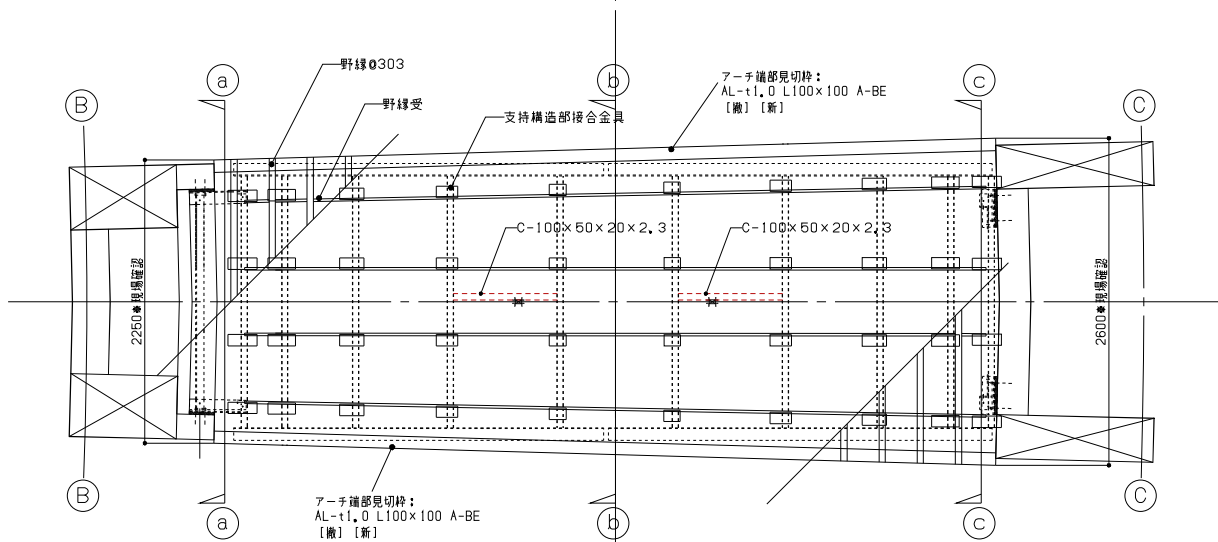 a
b
c
B
C
野縁@303
野縁受
支持構造部接合金具
アーチ端部見切枠：
AL-t1.0 L100×100 A-BE
［撤］［新］
C-100×50×20×2.3
C-100×50×20×2.3
2250※現場確認
2600※現場確認
B
C
a
b
c
アーチ端部見切枠：
AL-t1.0 L100×100 A-BE
［撤］［新］